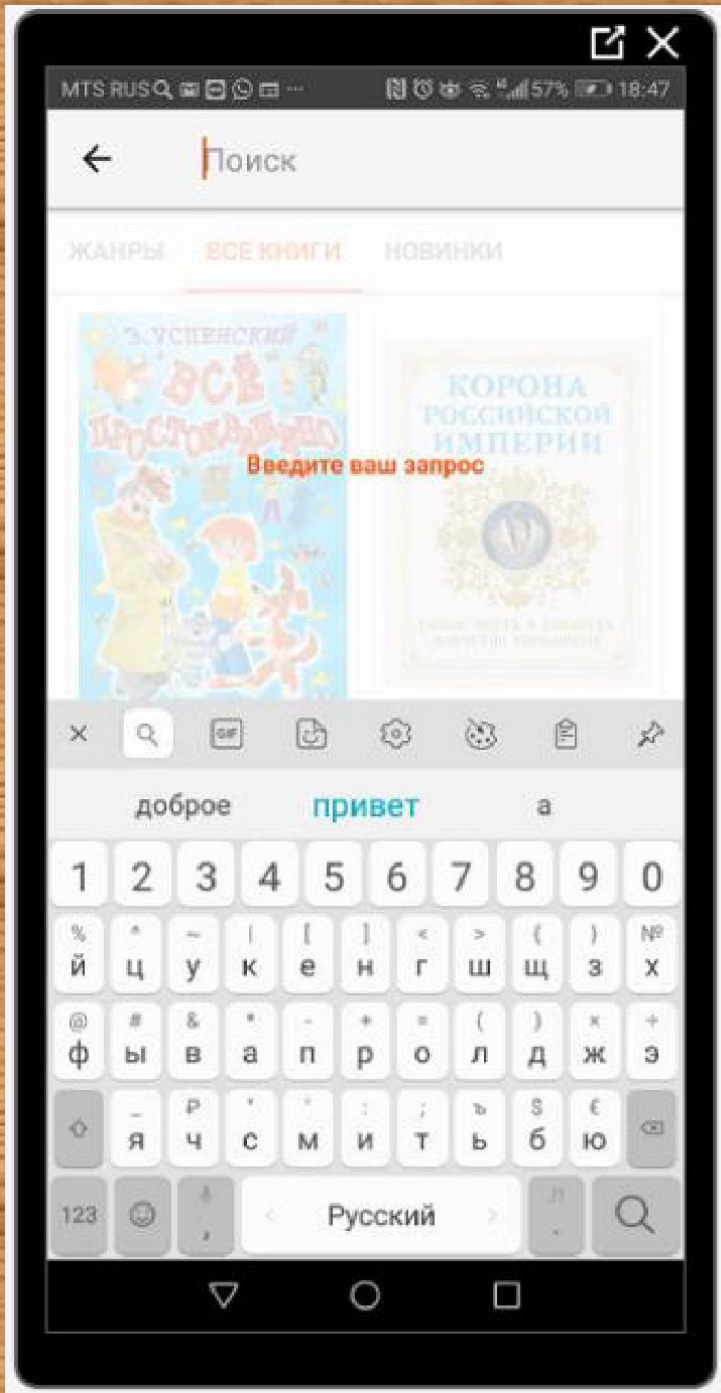 MTS RUS 57% 18:47
Поиск
ЖАНРЫ ВСЕ КНИГИ НОВИНКИ
Э. УСПЕНСКИЙ
ВСЁ
ПРОСТОКВАШИНО
КОРОНА
РОССИЙСКОЙ
ИМПЕРИИ
Введите ваш запрос
GIF
доброе привет а
1 2 3 4 5 6 7 8 9 0
% ^ ~ | [ ] < > { } №
й ц у к е н г ш щ з х
@ # & * - + = ( ) × ÷
ф ы в а п р о л д ж э
_ ₽ " ' : ; ъ $ €
я ч с м и т ь б ю
123 , Русский . !?